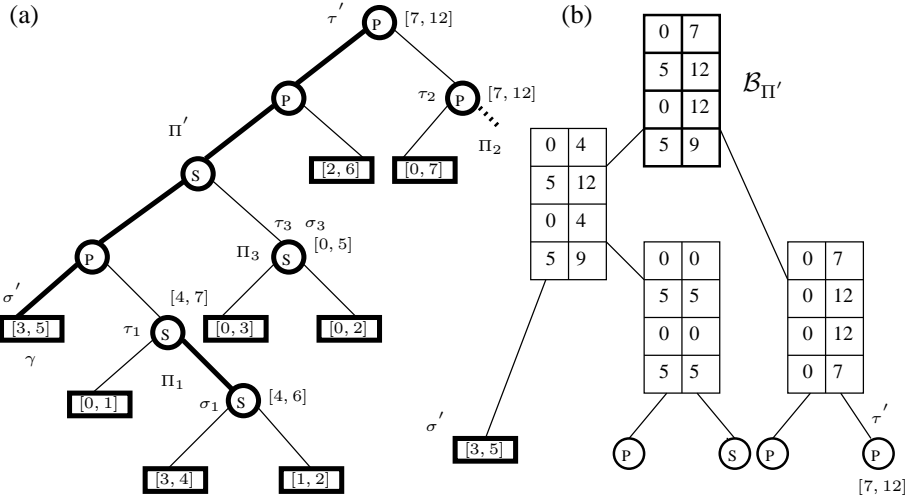 (a)
τ′
P
[7, 12]
P
τ2
P
[7, 12]
Π′
Π2
[2, 6]
[0, 7]
S
τ3
σ3
P
Π3
S
[0, 5]
σ′
[4, 7]
[3, 5]
τ1
S
[0, 3]
[0, 2]
γ
Π1
[0, 1]
σ1
S
[4, 6]
[3, 4]
[1, 2]
(b)
0 7
5 12
0 12
5 9
ℬΠ′
0 4
5 12
0 4
5 9
0 0
5 5
0 0
5 5
0 7
0 12
0 12
0 7
σ′
[3, 5]
P
S
P
τ′
P
[7, 12]